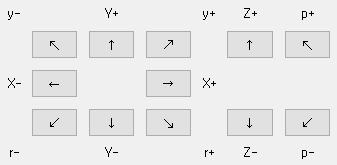 y- Y+ y+ Z+ p+
↖ ↑ ↗ ↑ ↖
X- ← → X+
↙ ↓ ↘ ↓ ↙
r- Y- r+ Z- p-